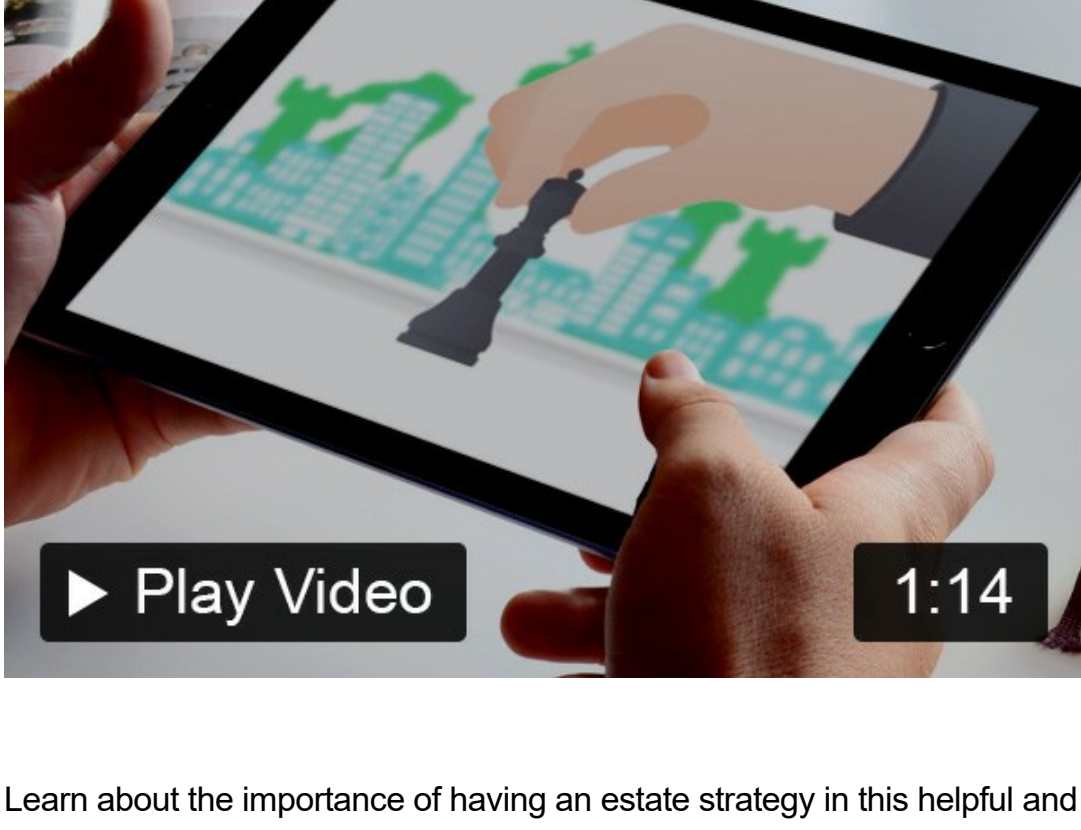 Play Video
1:14
Learn about the importance of having an estate strategy in this helpful and